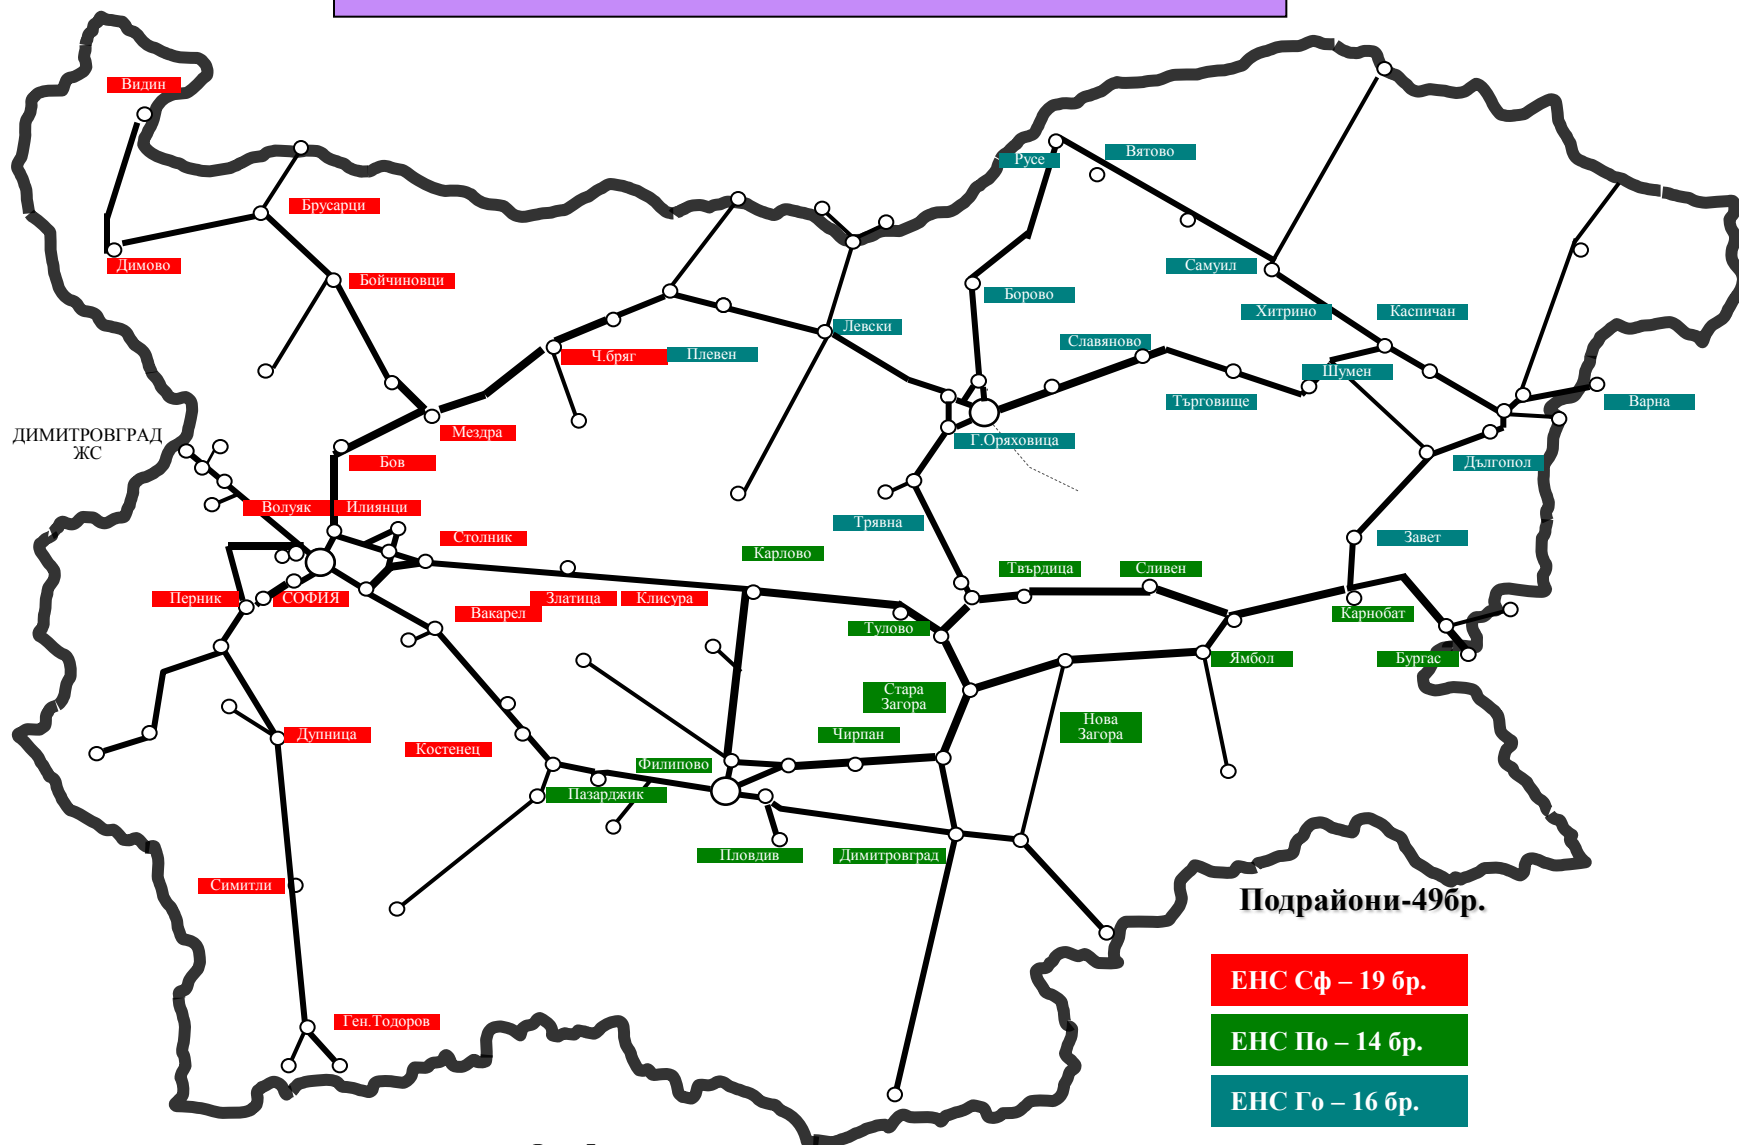 Видин
Русе
Вятово
Брусарци
Димово
Самуил
Бойчиновци
Борово
Хитрино
Каспичан
Левски
Славяново
Ч.бряг
Плевен
Шумен
Търговище
Варна
Мездра
ДИМИТРОВГРАД
ЖС
Г.Оряховица
Бов
Дългопол
Волуяк
Илиянци
Трявна
Столник
Завет
Карлово
Твърдица
Сливен
Перник
СОФИЯ
Вакарел
Златица
Клисура
Карнобат
Тулово
Ямбол
Бургас
Стара
Загора
Нова
Загора
Дупница
Чирпан
Костенец
Филипово
Пазарджик
Пловдив
Димитровград
Симитли
Подрайони-49бр.
ЕНС Сф – 19 бр.
Ген.Тодоров
ЕНС По – 14 бр.
ЕНС Го – 16 бр.